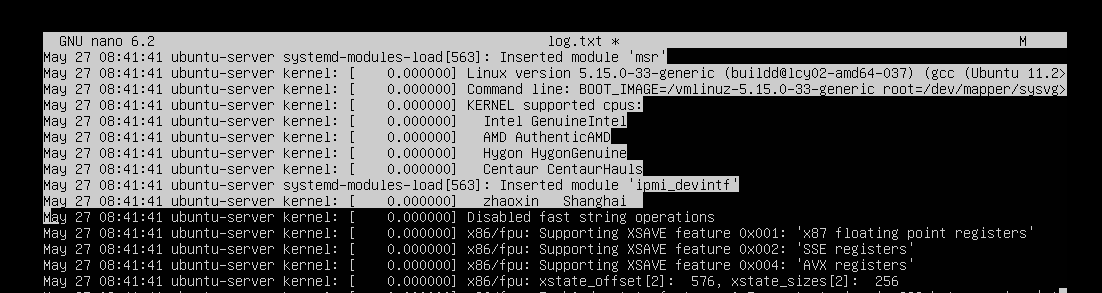 GNU nano 6.2 log.txt * M
May 27 08:41:41 ubuntu-server systemd-modules-load[563]: Inserted module 'msr'
May 27 08:41:41 ubuntu-server kernel: [    0.000000] Linux version 5.15.0-33-generic (buildd@lcy02-amd64-037) (gcc (Ubuntu 11.2>
May 27 08:41:41 ubuntu-server kernel: [    0.000000] Command line: BOOT_IMAGE=/vmlinuz-5.15.0-33-generic root=/dev/mapper/sysvg>
May 27 08:41:41 ubuntu-server kernel: [    0.000000] KERNEL supported cpus:
May 27 08:41:41 ubuntu-server kernel: [    0.000000]   Intel GenuineIntel
May 27 08:41:41 ubuntu-server kernel: [    0.000000]   AMD AuthenticAMD
May 27 08:41:41 ubuntu-server kernel: [    0.000000]   Hygon HygonGenuine
May 27 08:41:41 ubuntu-server kernel: [    0.000000]   Centaur CentaurHauls
May 27 08:41:41 ubuntu-server systemd-modules-load[563]: Inserted module 'ipmi_devintf'
May 27 08:41:41 ubuntu-server kernel: [    0.000000]   zhaoxin   Shanghai
May 27 08:41:41 ubuntu-server kernel: [    0.000000] Disabled fast string operations
May 27 08:41:41 ubuntu-server kernel: [    0.000000] x86/fpu: Supporting XSAVE feature 0x001: 'x87 floating point registers'
May 27 08:41:41 ubuntu-server kernel: [    0.000000] x86/fpu: Supporting XSAVE feature 0x002: 'SSE registers'
May 27 08:41:41 ubuntu-server kernel: [    0.000000] x86/fpu: Supporting XSAVE feature 0x004: 'AVX registers'
May 27 08:41:41 ubuntu-server kernel: [    0.000000] x86/fpu: xstate_offset[2]:  576, xstate_sizes[2]:  256